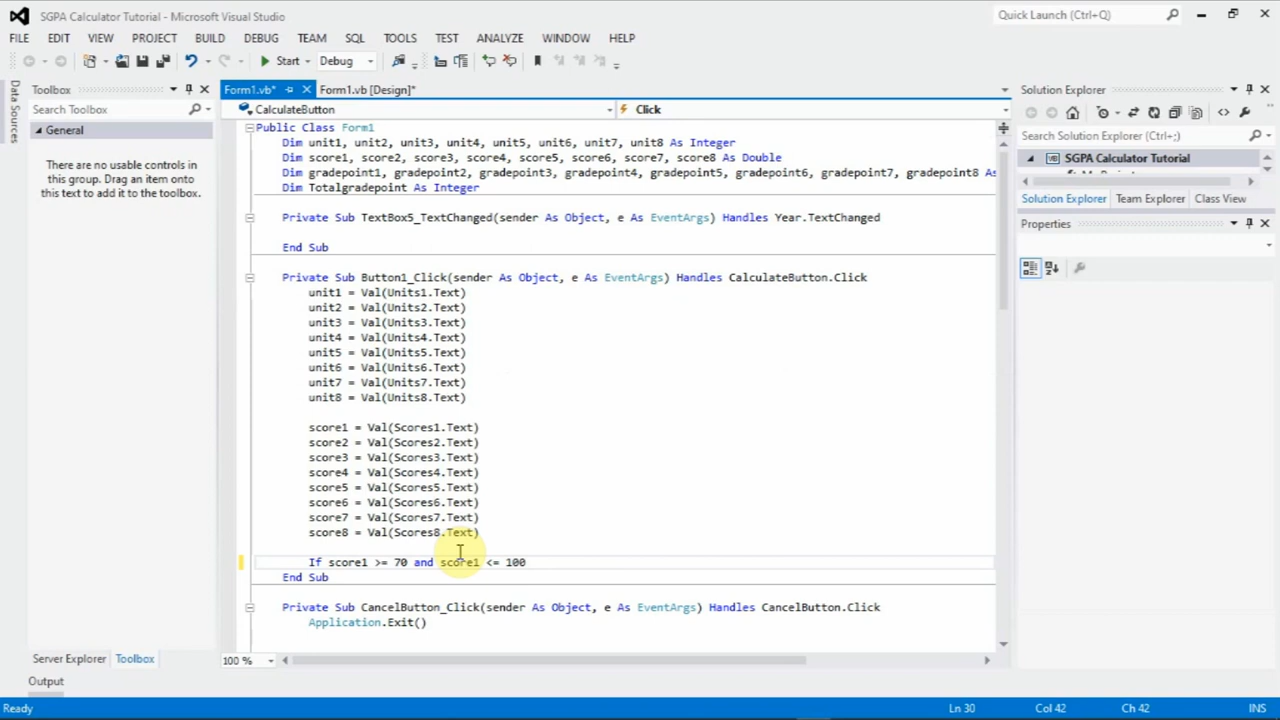 SGPA Calculator Tutorial - Microsoft Visual Studio
Quick Launch (Ctrl+Q)
FILE EDIT VIEW PROJECT BUILD DEBUG TEAM SQL TOOLS TEST ANALYZE WINDOW HELP
Start Debug
Data Sources
Toolbox
Search Toolbox
General
There are no usable controls in
this group. Drag an item onto
this text to add it to the toolbox.
Server Explorer Toolbox
Form1.vb* Form1.vb [Design]*
CalculateButton Click
Public Class Form1
Dim unit1, unit2, unit3, unit4, unit5, unit6, unit7, unit8 As Integer
Dim score1, score2, score3, score4, score5, score6, score7, score8 As Double
Dim gradepoint1, gradepoint2, gradepoint3, gradepoint4, gradepoint5, gradepoint6, gradepoint7, gradepoint8 As
Dim Totalgradepoint As Integer
Private Sub TextBox5_TextChanged(sender As Object, e As EventArgs) Handles Year.TextChanged
End Sub
Private Sub Button1_Click(sender As Object, e As EventArgs) Handles CalculateButton.Click
unit1 = Val(Units1.Text)
unit2 = Val(Units2.Text)
unit3 = Val(Units3.Text)
unit4 = Val(Units4.Text)
unit5 = Val(Units5.Text)
unit6 = Val(Units6.Text)
unit7 = Val(Units7.Text)
unit8 = Val(Units8.Text)
score1 = Val(Scores1.Text)
score2 = Val(Scores2.Text)
score3 = Val(Scores3.Text)
score4 = Val(Scores4.Text)
score5 = Val(Scores5.Text)
score6 = Val(Scores6.Text)
score7 = Val(Scores7.Text)
score8 = Val(Scores8.Text)
If score1 >= 70 and score1 <= 100
End Sub
Private Sub CancelButton_Click(sender As Object, e As EventArgs) Handles CancelButton.Click
Application.Exit()
100 %
Solution Explorer
Search Solution Explorer (Ctrl+;)
SGPA Calculator Tutorial
Solution Explorer Team Explorer Class View
Properties
Output
Ready Ln 30 Col 42 Ch 42 INS